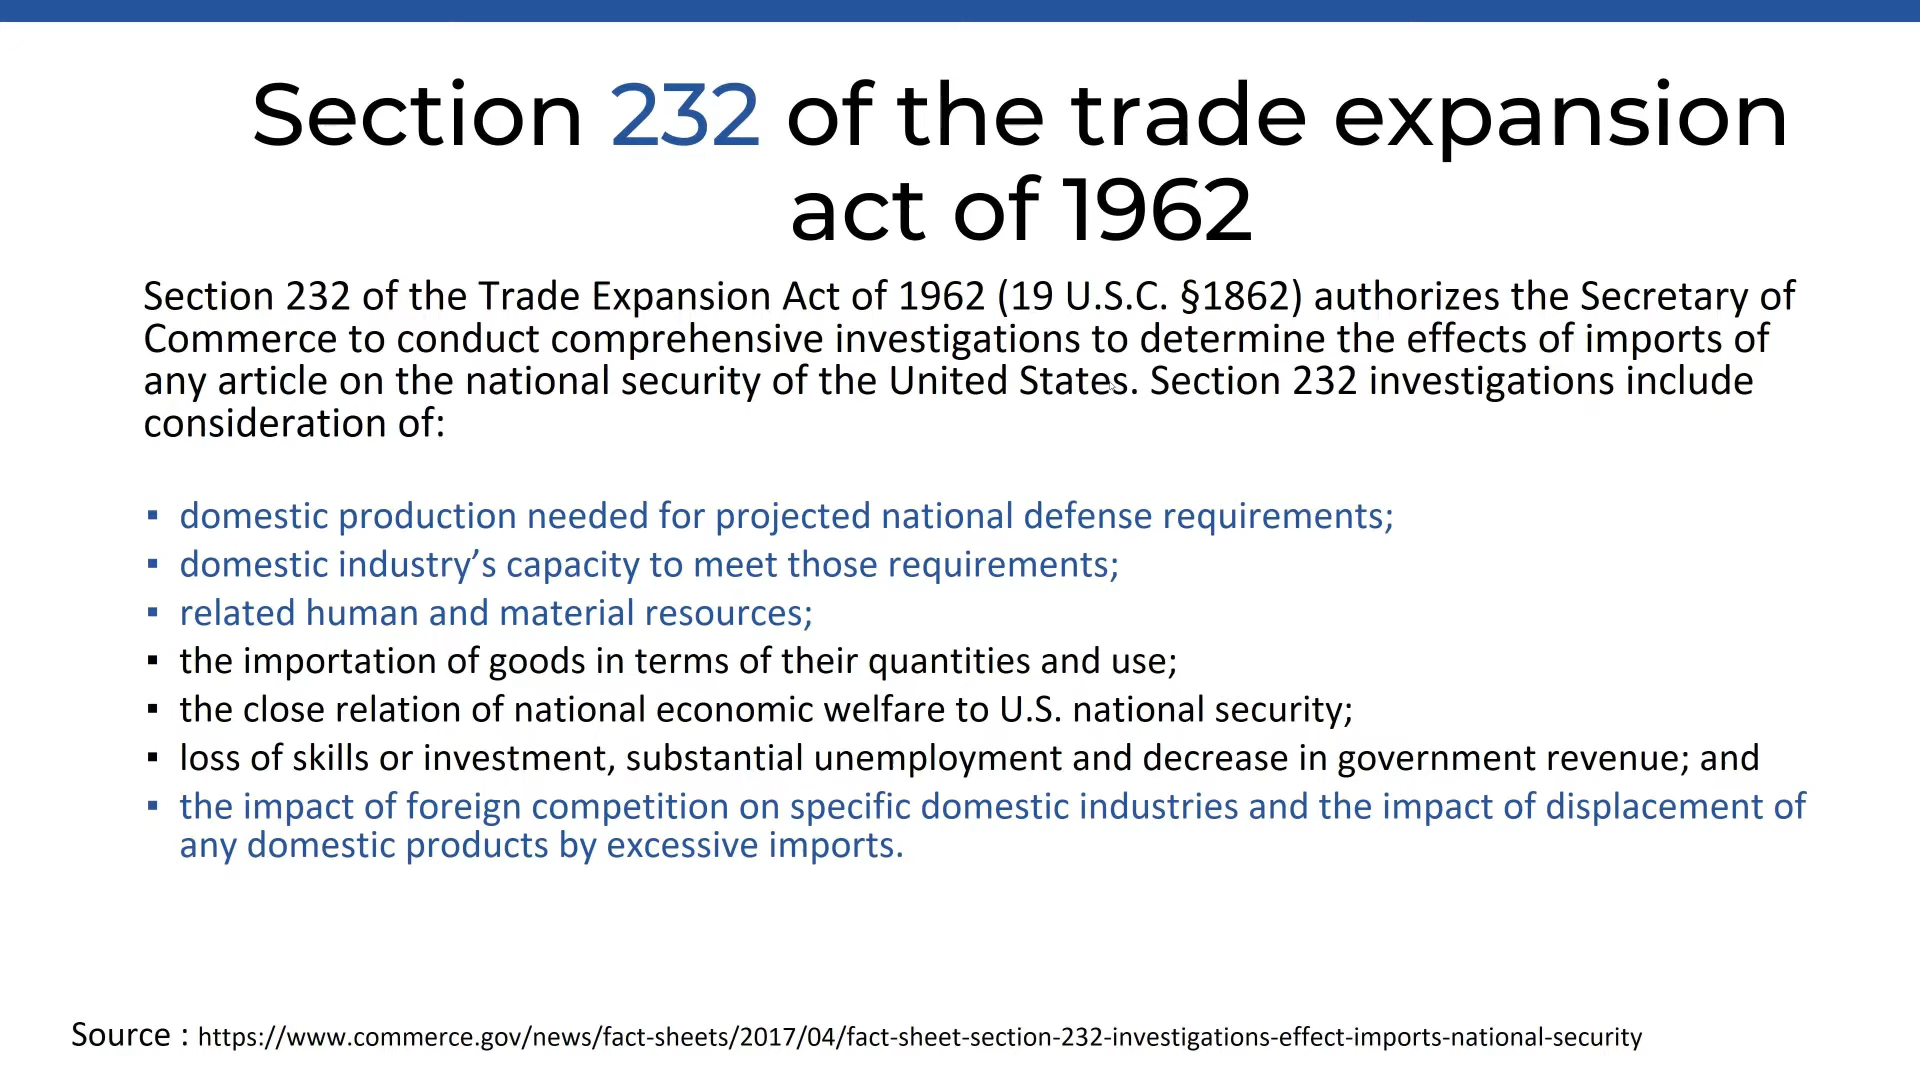 Section 232 of the trade expansion
act of 1962
Section 232 of the Trade Expansion Act of 1962 (19 U.S.C. §1862) authorizes the Secretary of
Commerce to conduct comprehensive investigations to determine the effects of imports of
any article on the national security of the United States. Section 232 investigations include
consideration of:
▪ domestic production needed for projected national defense requirements;
▪ domestic industry’s capacity to meet those requirements;
▪ related human and material resources;
▪ the importation of goods in terms of their quantities and use;
▪ the close relation of national economic welfare to U.S. national security;
▪ loss of skills or investment, substantial unemployment and decrease in government revenue; and
▪ the impact of foreign competition on specific domestic industries and the impact of displacement of
any domestic products by excessive imports.
Source : https://www.commerce.gov/news/fact-sheets/2017/04/fact-sheet-section-232-investigations-effect-imports-national-security